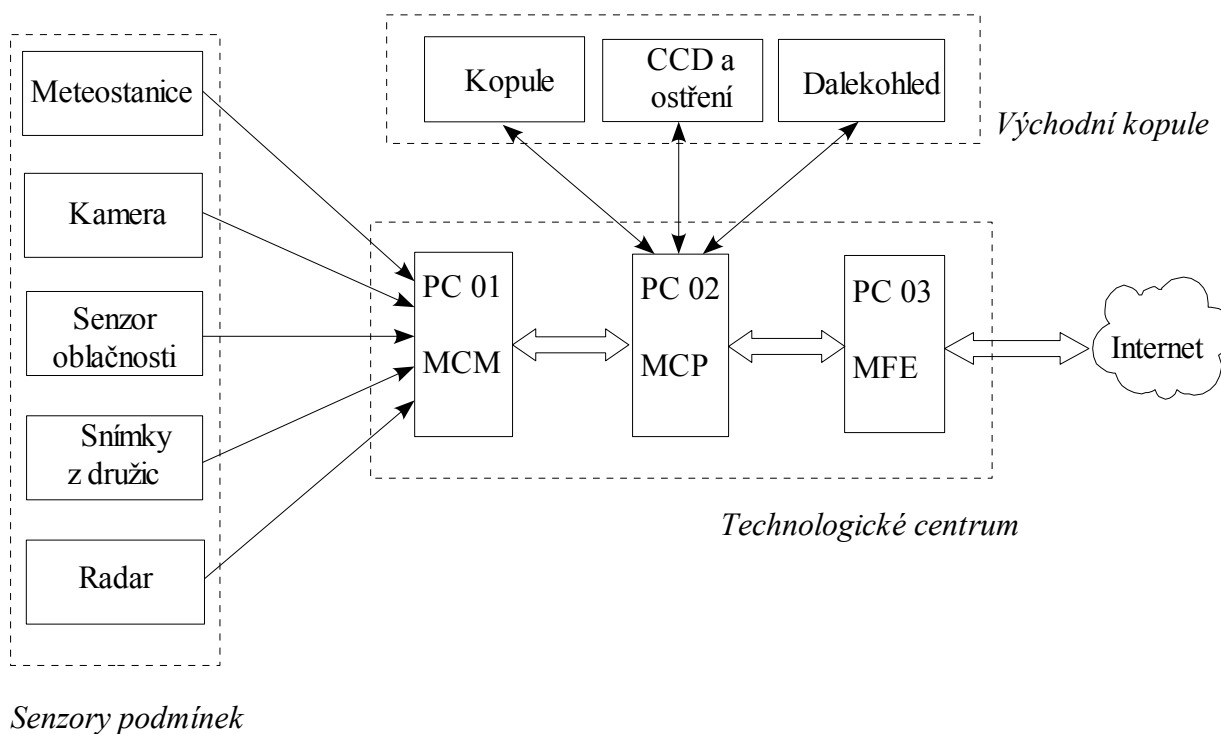 Meteostanice
Kamera
Senzor
oblačnosti
Snímky
z družic
Radar
Senzory podmínek
Kopule
CCD a
ostření
Dalekohled
Východní kopule
PC 01
MCM
PC 02
MCP
PC 03
MFE
Technologické centrum
Internet